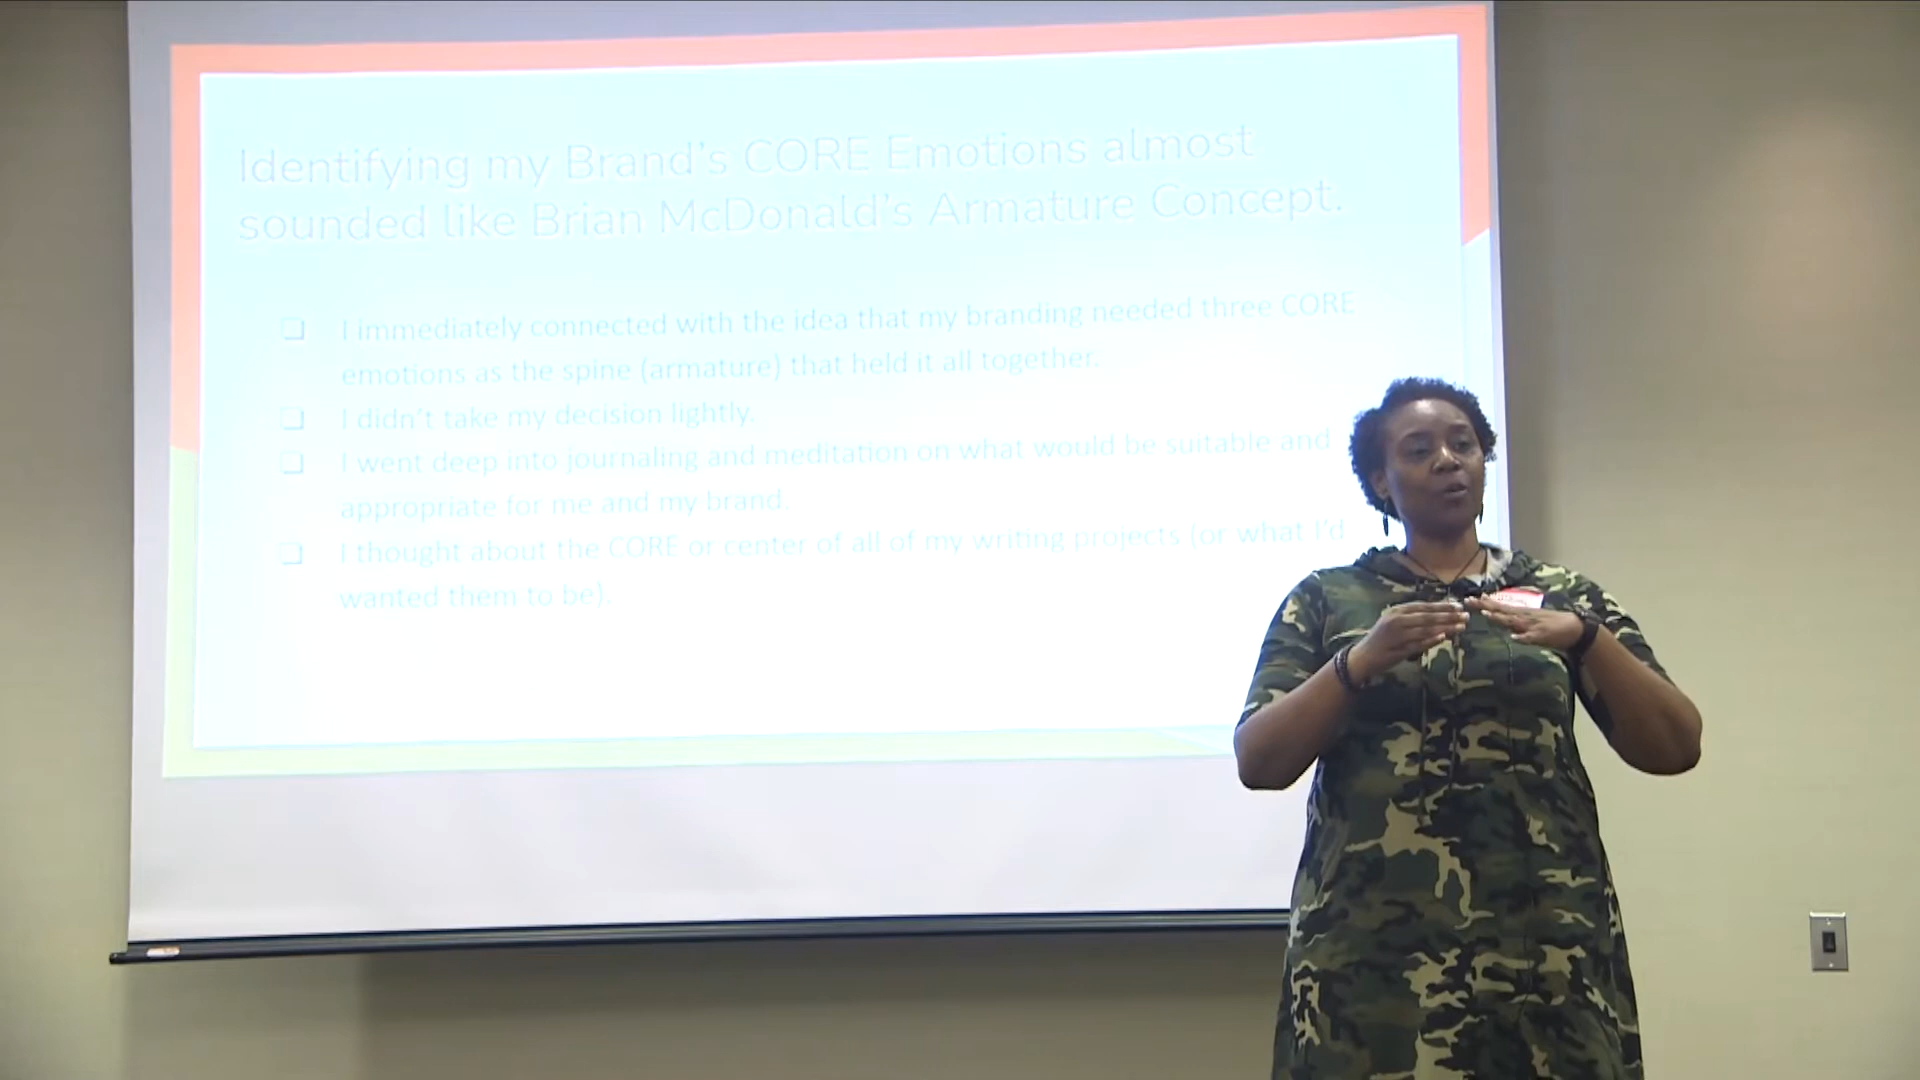 Identifying my Brand's CORE Emotions almost
sounded like Brian McDonald's Armature Concept.
❑ I immediately connected with the idea that my branding needed three CORE
emotions as the spine (armature) that held it all together.
❑ I didn't take my decision lightly.
❑ I went deep into journaling and meditation on what would be suitable and
appropriate for me and my brand.
❑ I thought about the CORE or center of all of my writing projects (or what I'd
wanted them to be).